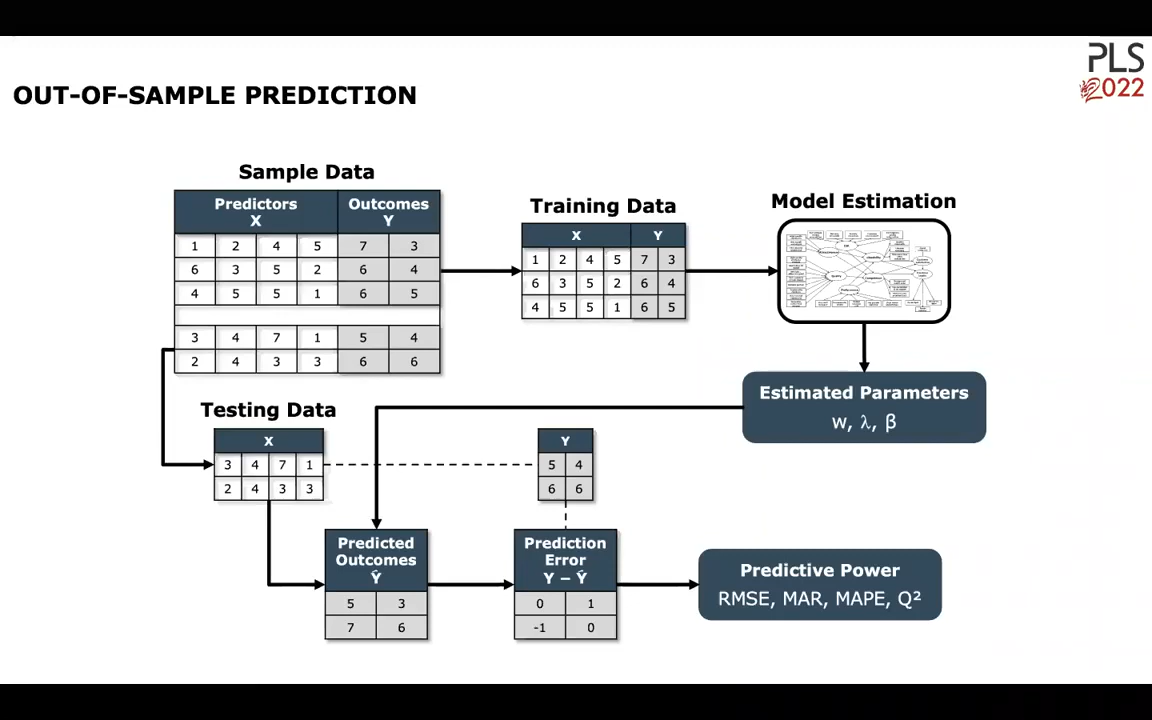 PLS
2022
OUT-OF-SAMPLE PREDICTION
Sample Data
Predictors Outcomes
X Y
1 2 4 5 7 3
6 3 5 2 6 4
4 5 5 1 6 5
3 4 7 1 5 4
2 4 3 3 6 6
Training Data
X Y
1 2 4 5 7 3
6 3 5 2 6 4
4 5 5 1 6 5
Model Estimation
Estimated Parameters
w, λ, β
Testing Data
X
3 4 7 1
2 4 3 3
Y
5 4
6 6
Predicted
Outcomes
Ŷ
5 3
7 6
Prediction
Error
Y – Ŷ
0 1
-1 0
Predictive Power
RMSE, MAR, MAPE, Q²